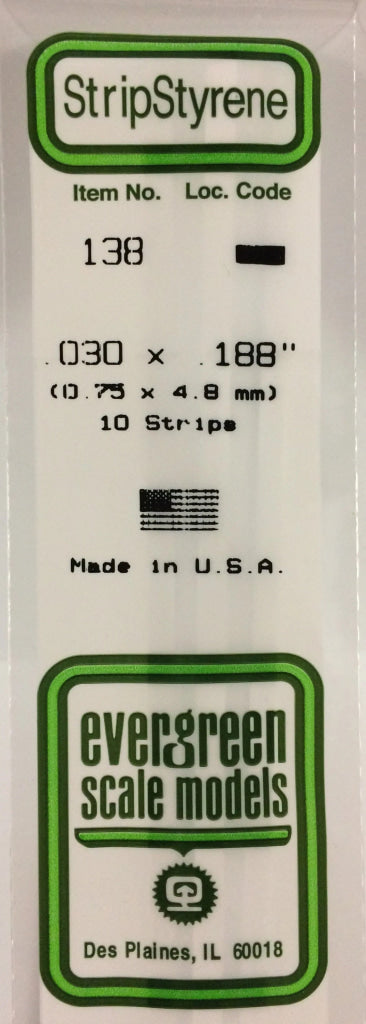 StripStyrene
Item No. Loc. Code
138
.030 x .188"
(0.75 x 4.8 mm)
10 Strips
Made in U.S.A.
evergreen
scale models
Des Plaines, IL 60018